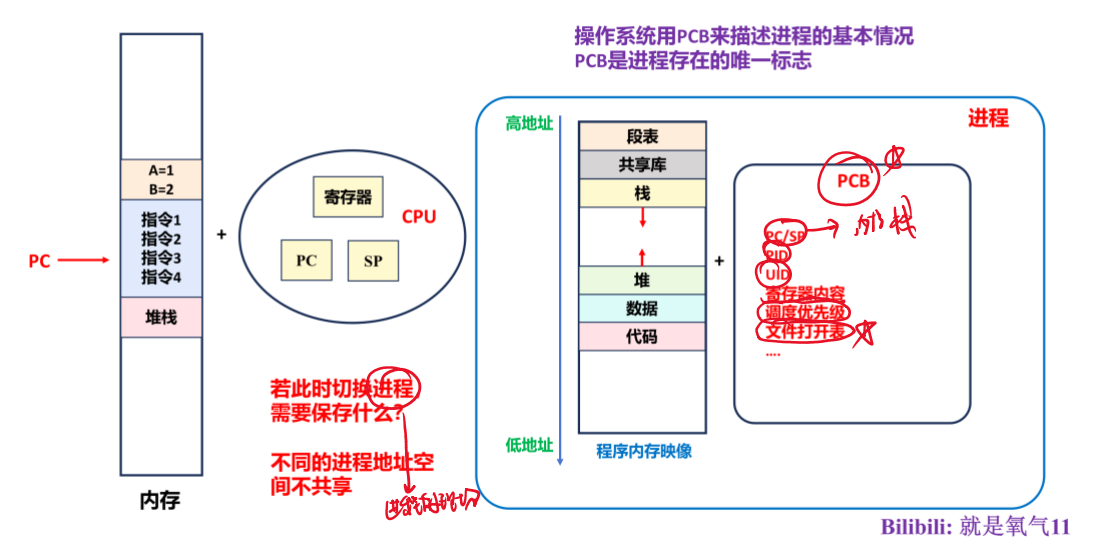 操作系统用PCB来描述进程的基本情况
PCB是进程存在的唯一标志
A=1
B=2
指令1
指令2
指令3
指令4
堆栈
PC
内存
+
寄存器
CPU
PC
SP
若此时切换进程
需要保存什么?
不同的进程地址空
间不共享
进程
高地址
段表
共享库
栈
堆
数据
代码
低地址
程序内存映像
+
PCB
PC/SP
PID
UID
寄存器内容
调度优先级
文件打开表
....
Bilibili: 就是氧气11